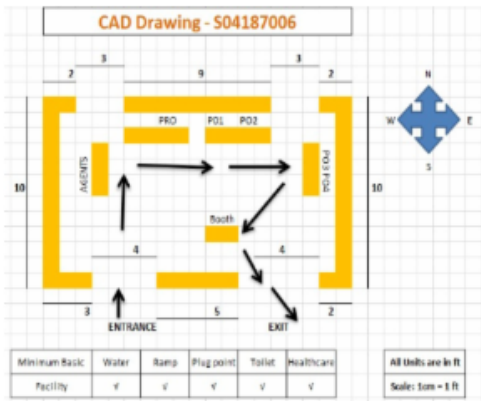 CAD Drawing - S04187006
3
3
2
9
2
N
PRO
PO1
PO2
W
E
AGENTS
PO3 PO4
S
10
10
Booth
4
4
3
5
2
ENTRANCE
EXIT
Minimum Basic
Water
Ramp
Plug point
Toilet
Healthcare
All Units are in ft
Facility
√
√
√
√
√
Scale: 1cm = 1 ft